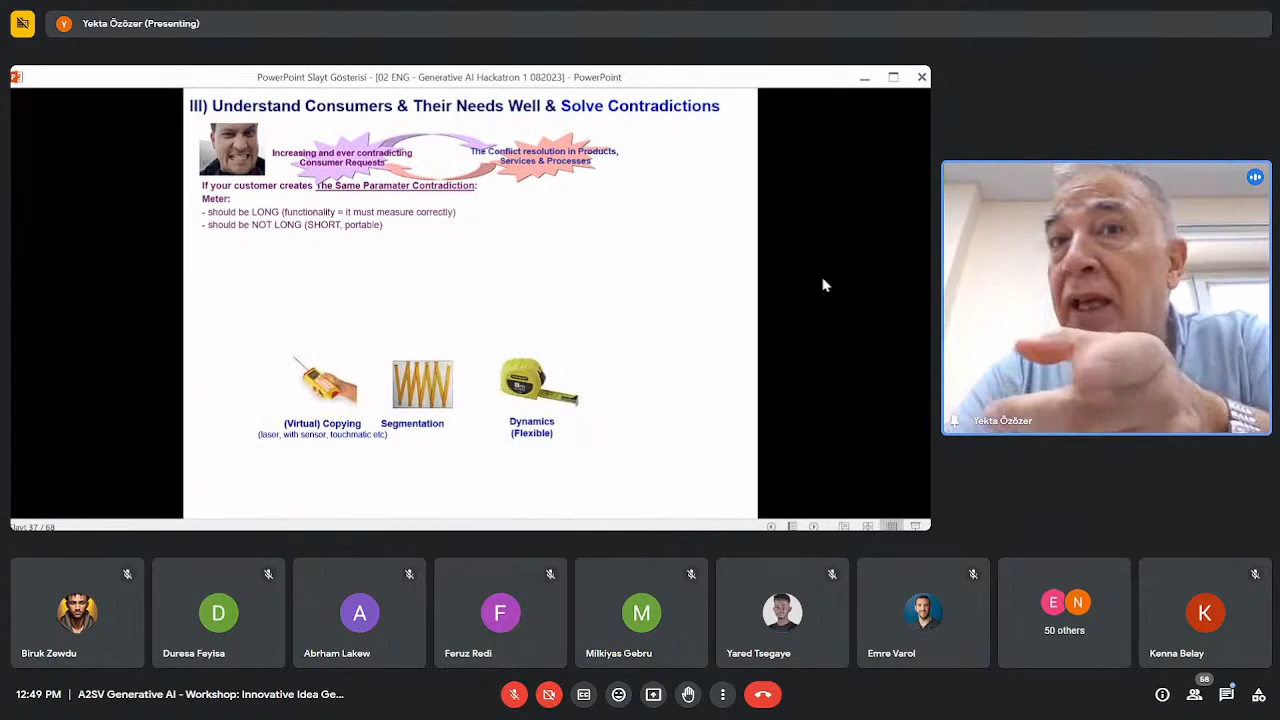 Yekta Özözer (Presenting)
PowerPoint Slayt Gösterisi - [02 ENG - Generative AI Hackatron 1 082023] - PowerPoint
III) Understand Consumers & Their Needs Well & Solve Contradictions
Increasing and ever contradicting
Consumer Requests
The Conflict resolution in Products,
Services & Processes
If your customer creates The Same Paramater Contradiction:
Meter:
- should be LONG (functionality = it must measure correctly)
- should be NOT LONG (SHORT, portable)
(Virtual) Copying
(laser, with sensor, touchmatic etc)
Segmentation
Dynamics
(Flexible)
Slayt 37 / 68
Yekta Özözer
Biruk Zewdu
D
Duresa Feyisa
A
Abrham Lakew
F
Feruz Redi
M
Milkiyas Gebru
Yared Tsegaye
Emre Varol
E N
50 others
K
Kenna Belay
12:49 PM | A2SV Generative AI - Workshop: Innovative Idea Ge...
58